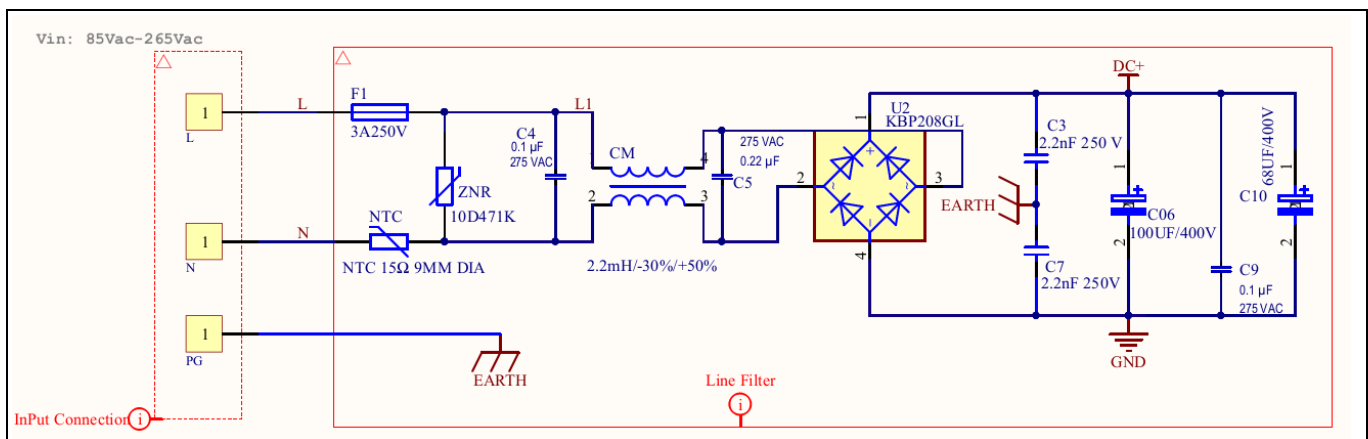 Vin: 85Vac-265Vac
1
L
L
F1
3A250V
ZNR
10D471K
C4
0.1 µF
275 VAC
L1
CM
4
2
3
2.2mH/-30%/+50%
275 VAC
0.22 µF
C5
U2
KBP208GL
1
2
3
4
+
~
~
C3
2.2nF 250 V
EARTH
C7
2.2nF 250V
DC+
1
2
C06
100UF/400V
C9
0.1 µF
275 VAC
C10
68UF/400V
1
2
GND
1
N
N
NTC
NTC 15Ω 9MM DIA
1
PG
EARTH
Line Filter
i
InPut Connection
i